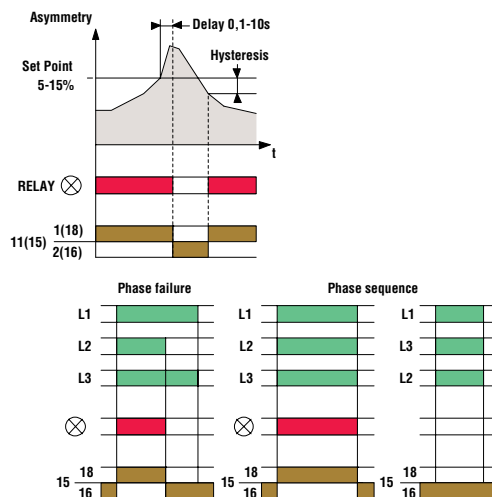 Asymmetry
Delay 0,1-10s
Hysteresis
Set Point
5-15%
t
RELAY
11(15)
1(18)
2(16)
Phase failure
Phase sequence
L1
L1
L1
L2
L2
L3
L3
L3
L2
15
18
16
15
18
16
15
18
16